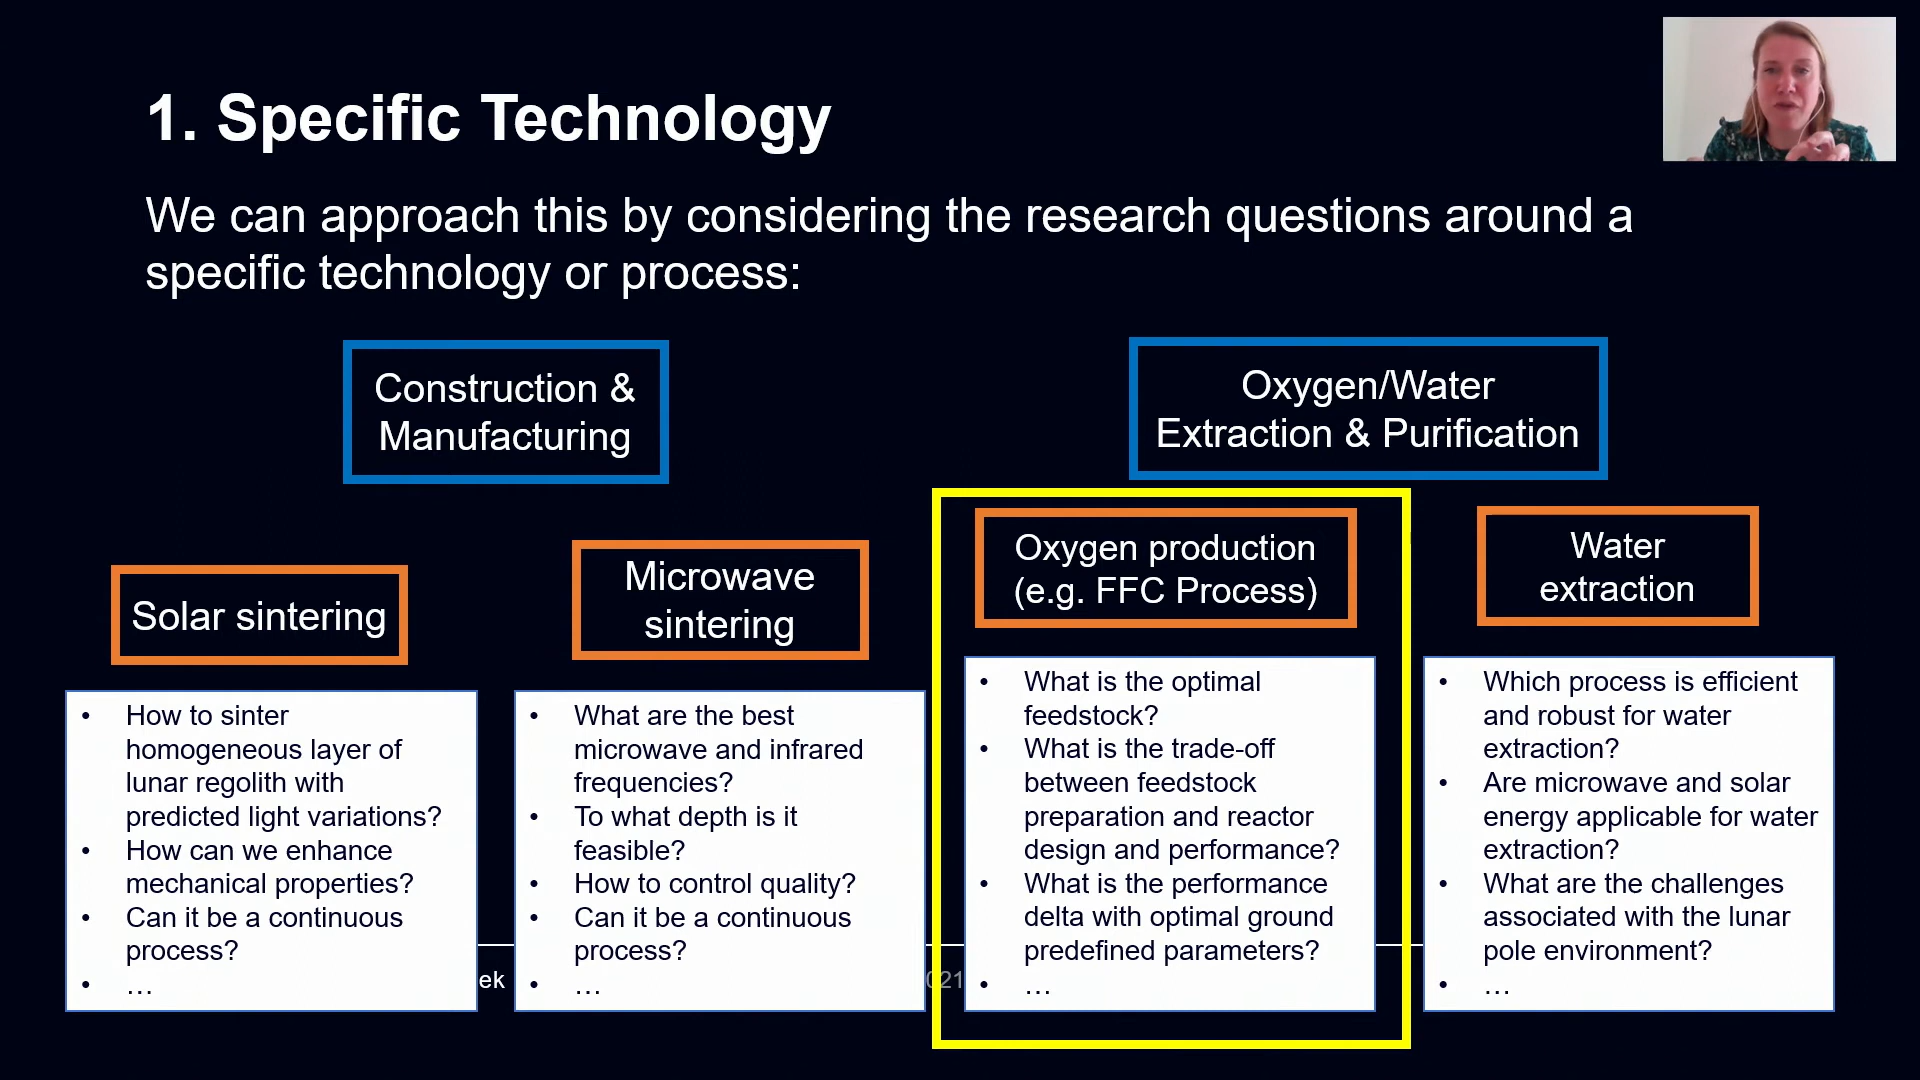 1. Specific Technology
We can approach this by considering the research questions around a
specific technology or process:
Construction &
Manufacturing
Oxygen/Water
Extraction & Purification
Solar sintering
• How to sinter
homogeneous layer of
lunar regolith with
predicted light variations?
• How can we enhance
mechanical properties?
• Can it be a continuous
process?
• …
Microwave
sintering
• What are the best
microwave and infrared
frequencies?
• To what depth is it
feasible?
• How to control quality?
• Can it be a continuous
process?
• …
Oxygen production
(e.g. FFC Process)
• What is the optimal
feedstock?
• What is the trade-off
between feedstock
preparation and reactor
design and performance?
• What is the performance
delta with optimal ground
predefined parameters?
• …
Water
extraction
• Which process is efficient
and robust for water
extraction?
• Are microwave and solar
energy applicable for water
extraction?
• What are the challenges
associated with the lunar
pole environment?
• …
ek
021